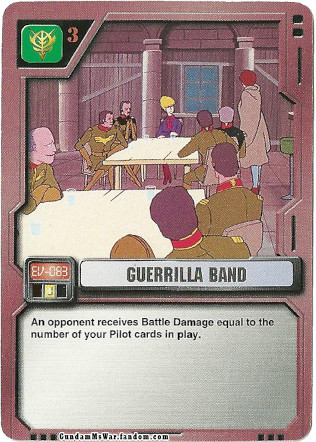 3
EV-083
GUERRILLA BAND
An opponent receives Battle Damage equal to the
number of your Pilot cards in play.
GundamMsWar.fandom.com